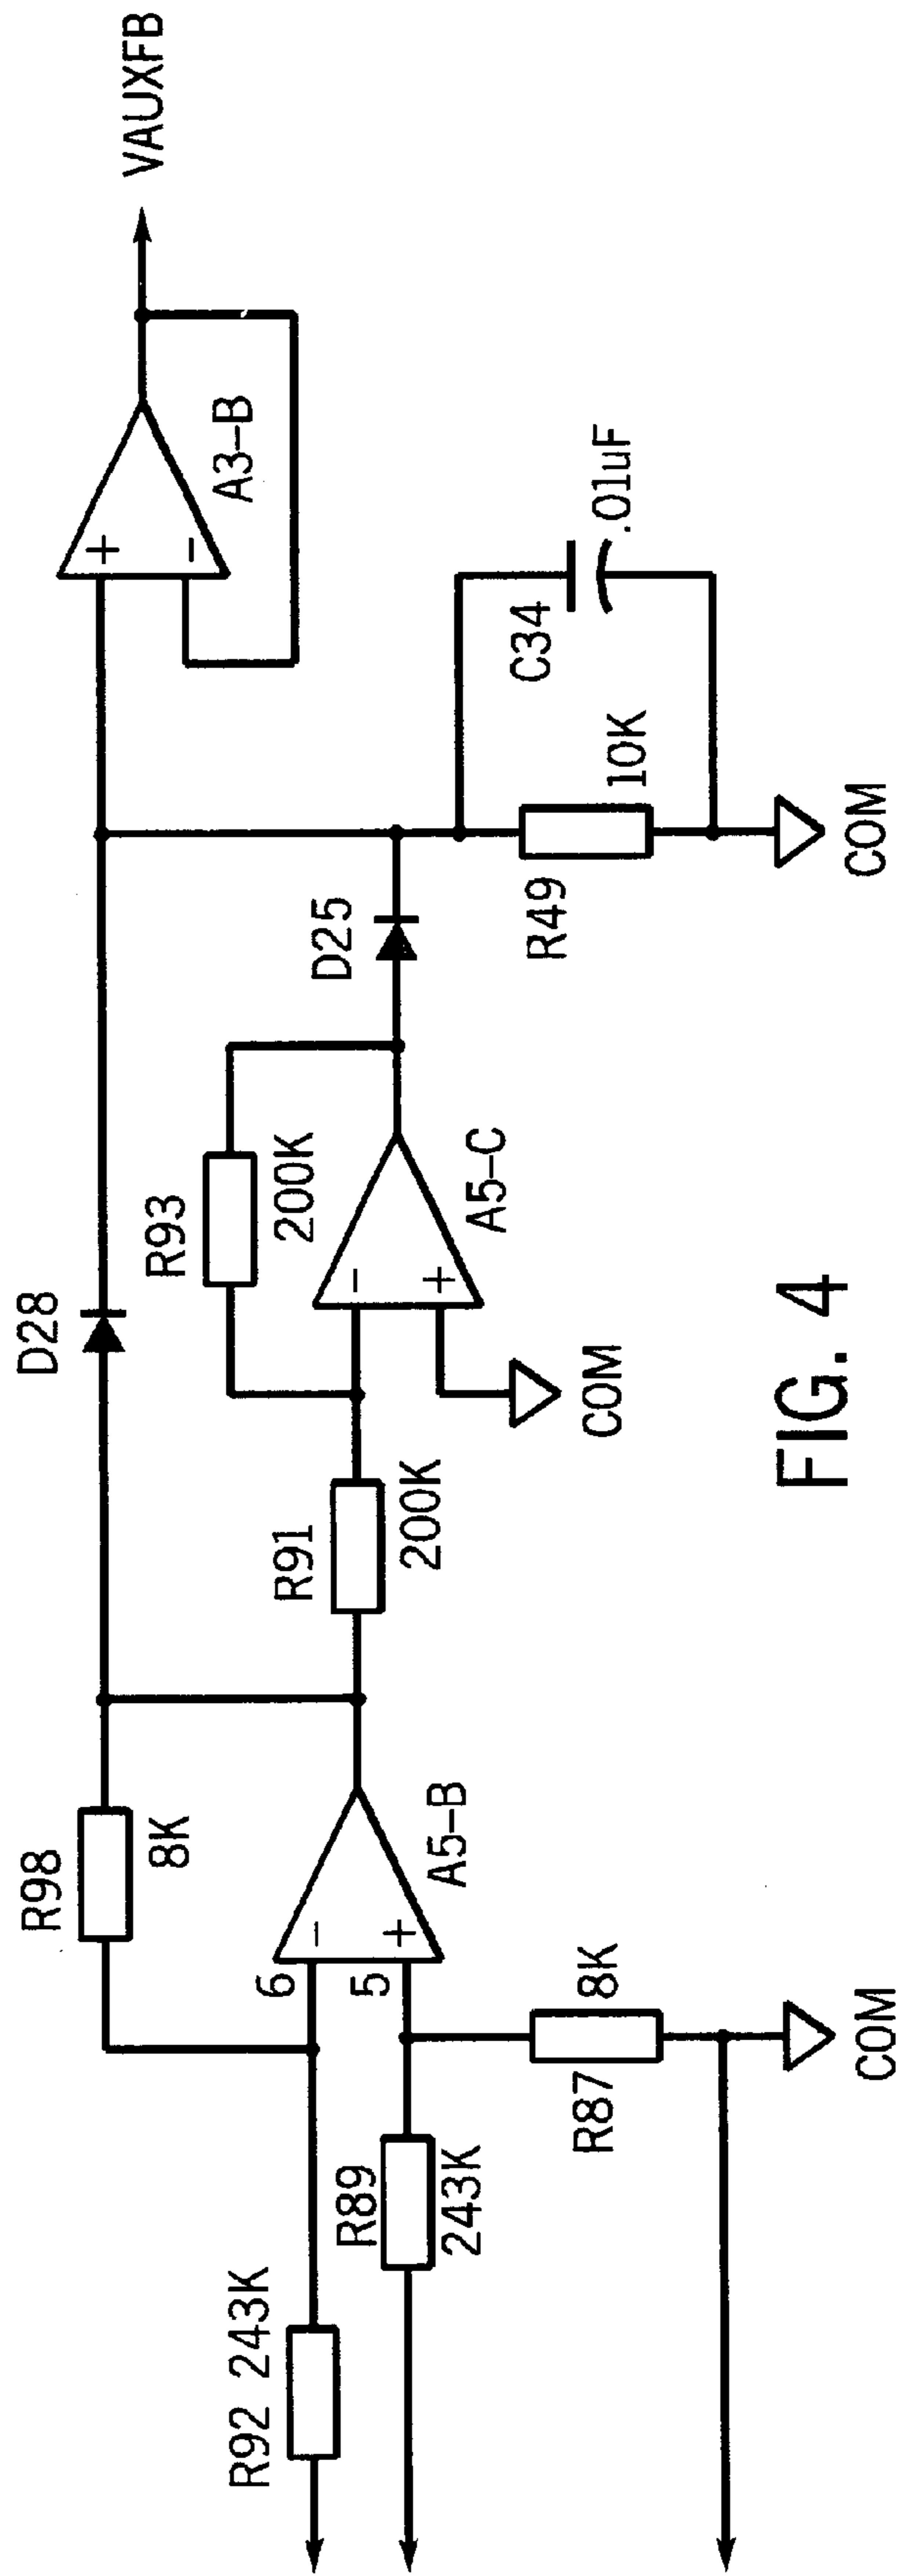 R92 243K
R89
243K
R98
8K
6
-
5
+
A5-B
R87
8K
COM
D28
R91
200K
R93
200K
-
+
A5-C
COM
D25
R49
10K
C34
.01uF
COM
+
-
A3-B
VAUXFB
FIG. 4